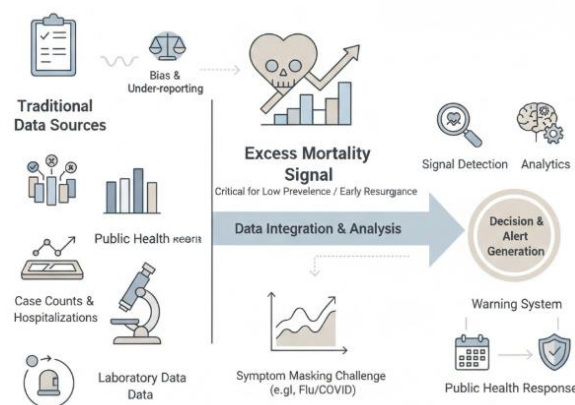 Bias &
Under-reporting
Traditional
Data Sources
Excess Mortality
Signal
Critical for Low Prevelence / Early Resurgance
Signal Detection
Analytics
Public Health
Data Integration & Analysis
Decision &
Alert
Generation
Case Counts &
Hospitalizations
Laboratory Data
Data
Symptom Masking Challenge
(e.gl, Flu/COVID)
Warning System
Public Health Response